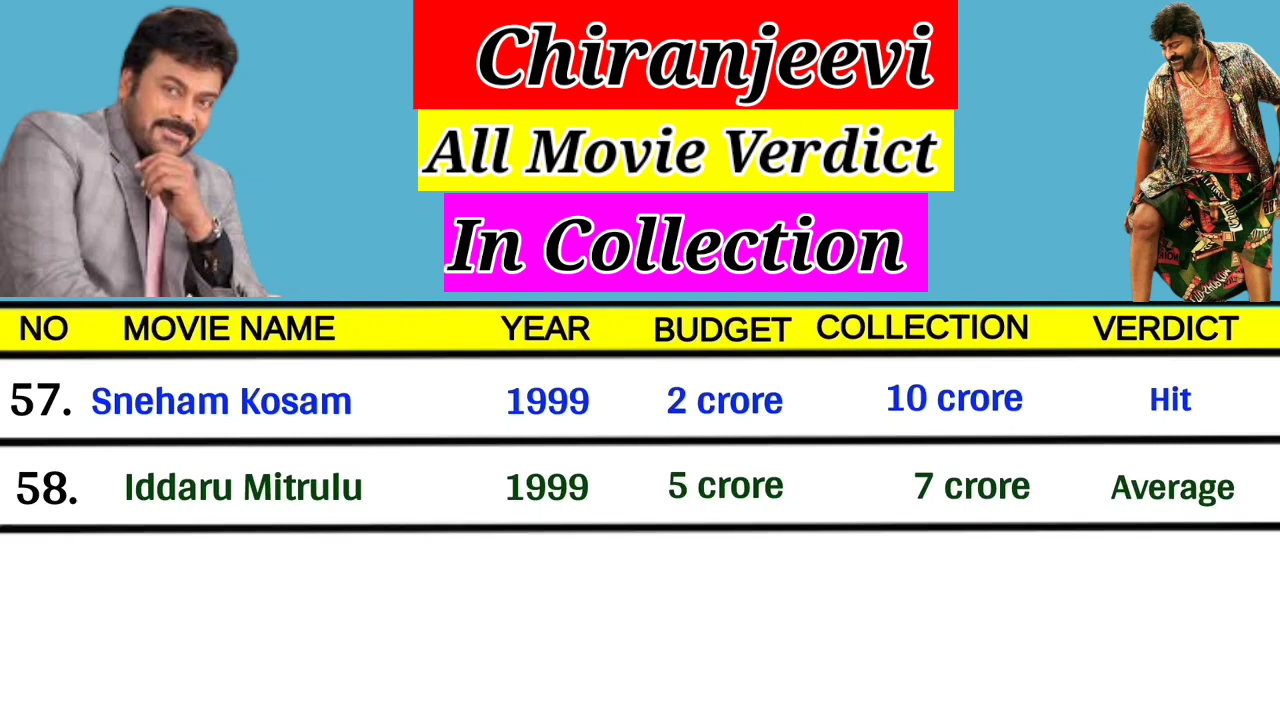 Chiranjeevi
All Movie Verdict
In Collection
NO MOVIE NAME YEAR BUDGET COLLECTION VERDICT
57. Sneham Kosam 1999 2 crore 10 crore Hit
58. Iddaru Mitrulu 1999 5 crore 7 crore Average